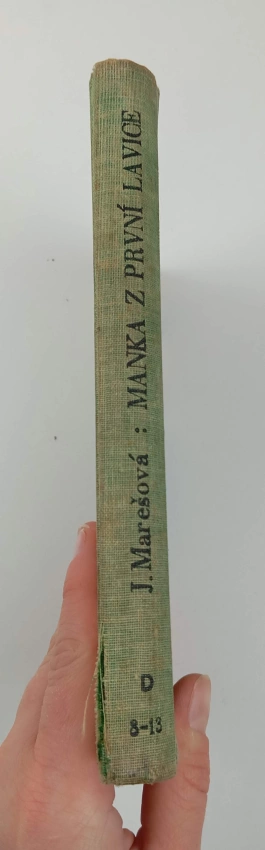 J. Marešová : MANKA Z PRVNÍ LAVICE
D
8-13